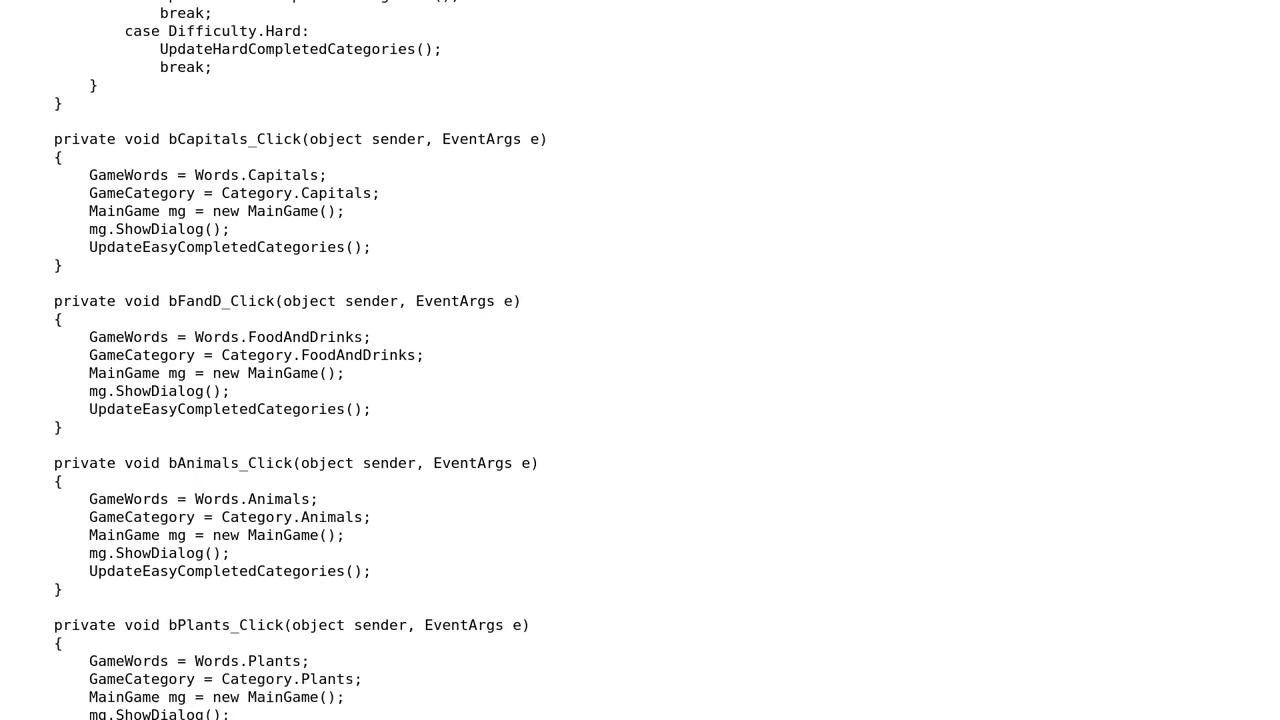 break;
case Difficulty.Hard:
UpdateHardCompletedCategories();
break;
}
}
private void bCapitals_Click(object sender, EventArgs e)
{
GameWords = Words.Capitals;
GameCategory = Category.Capitals;
MainGame mg = new MainGame();
mg.ShowDialog();
UpdateEasyCompletedCategories();
}
private void bFandD_Click(object sender, EventArgs e)
{
GameWords = Words.FoodAndDrinks;
GameCategory = Category.FoodAndDrinks;
MainGame mg = new MainGame();
mg.ShowDialog();
UpdateEasyCompletedCategories();
}
private void bAnimals_Click(object sender, EventArgs e)
{
GameWords = Words.Animals;
GameCategory = Category.Animals;
MainGame mg = new MainGame();
mg.ShowDialog();
UpdateEasyCompletedCategories();
}
private void bPlants_Click(object sender, EventArgs e)
{
GameWords = Words.Plants;
GameCategory = Category.Plants;
MainGame mg = new MainGame();
mg.ShowDialog();